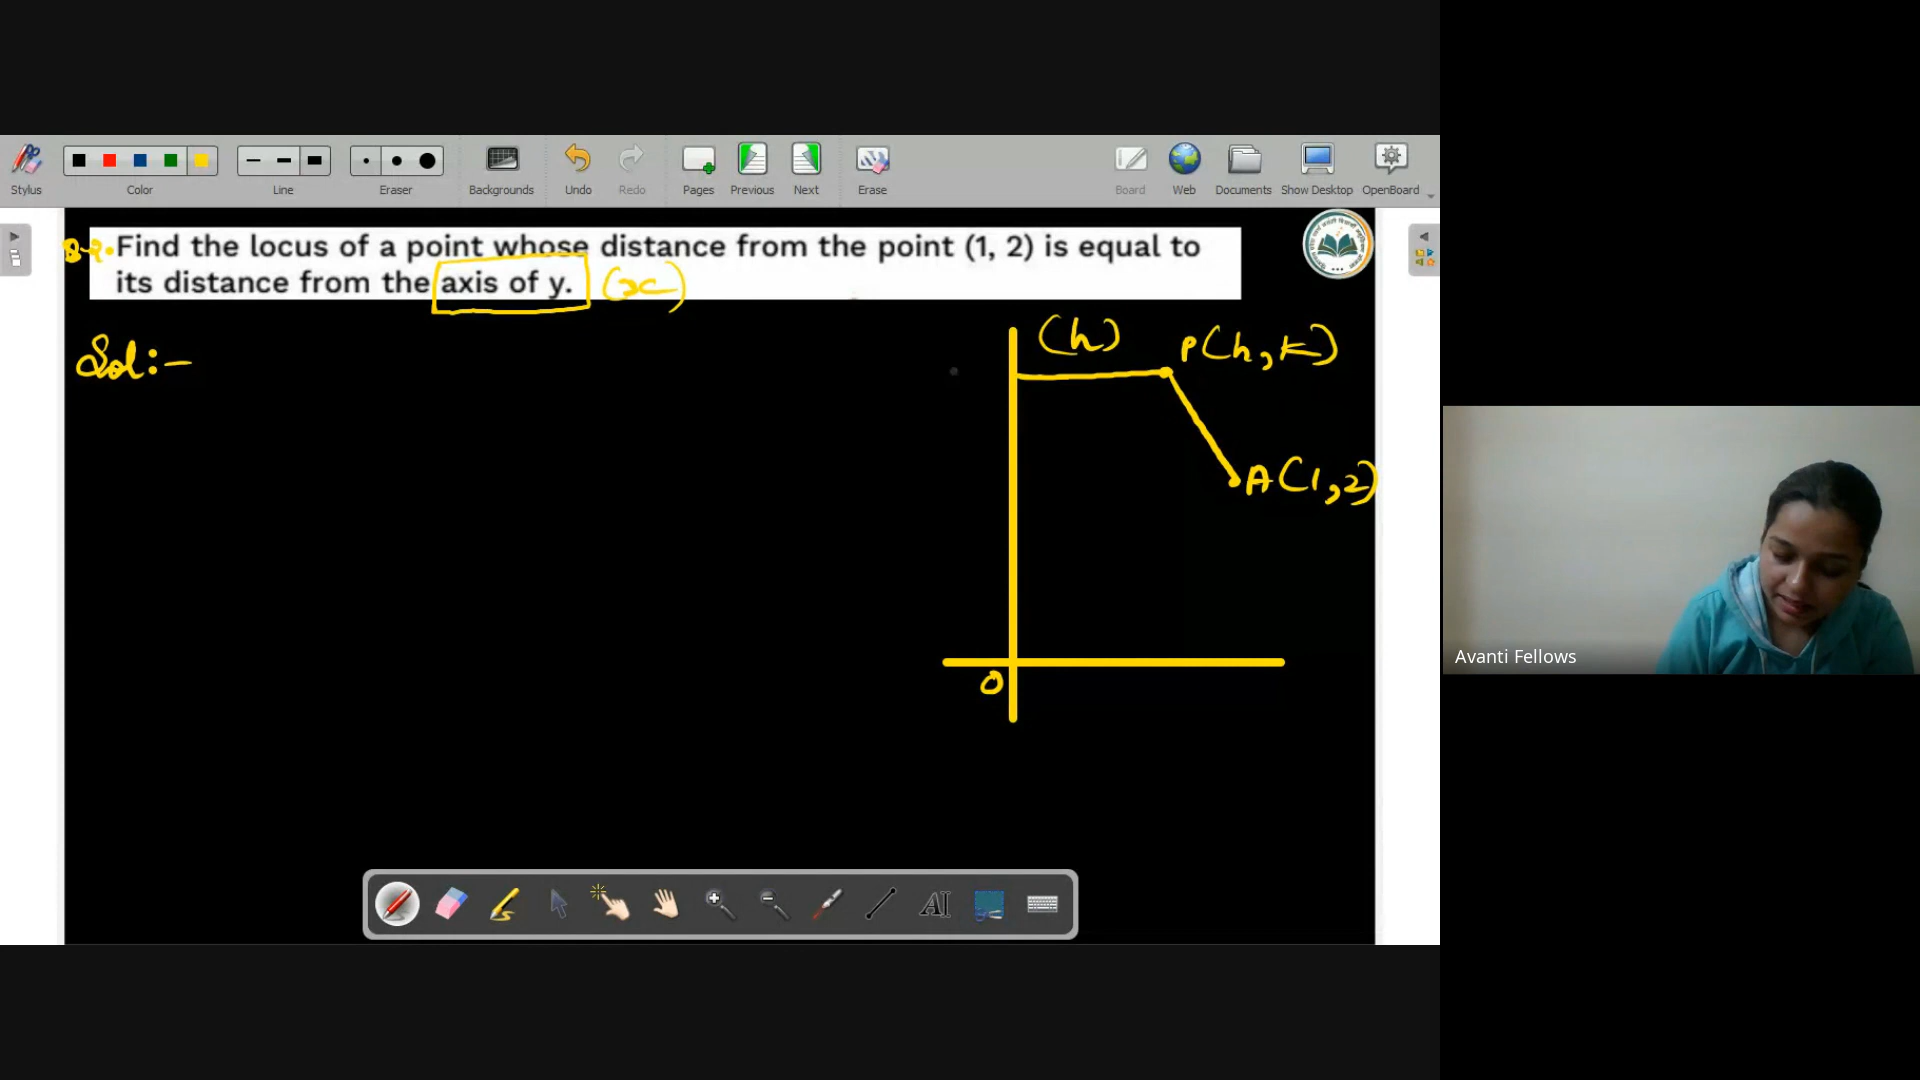 Stylus
Color
Line
Eraser
Backgrounds
Undo
Redo
Pages
Previous
Next
Erase
Board
Web
Documents
Show Desktop
OpenBoard
Find the locus of a point whose distance from the point (1, 2) is equal to
its distance from the axis of y. (x)
Sol:-
(h)
P(h,k)
A(1,2)
O
AI
Avanti Fellows